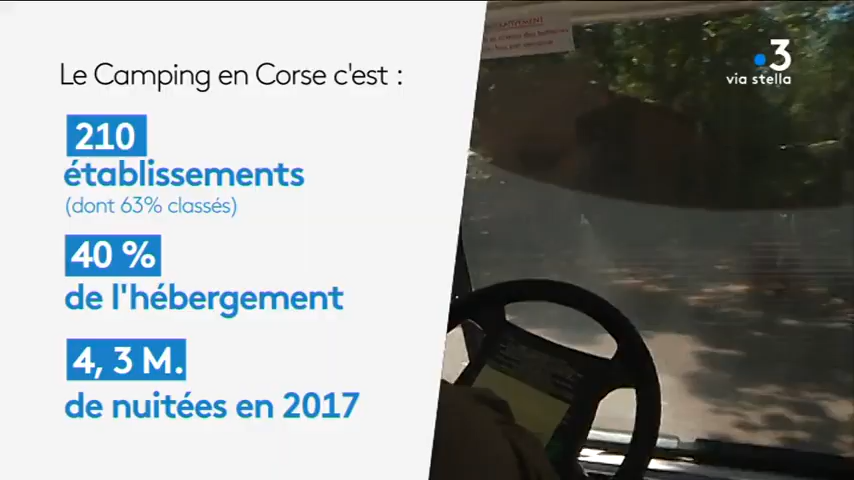 Le Camping en Corse c'est :
210
établissements
(dont 63% classés)
40 %
de l'hébergement
4, 3 M.
de nuitées en 2017
3
via stella